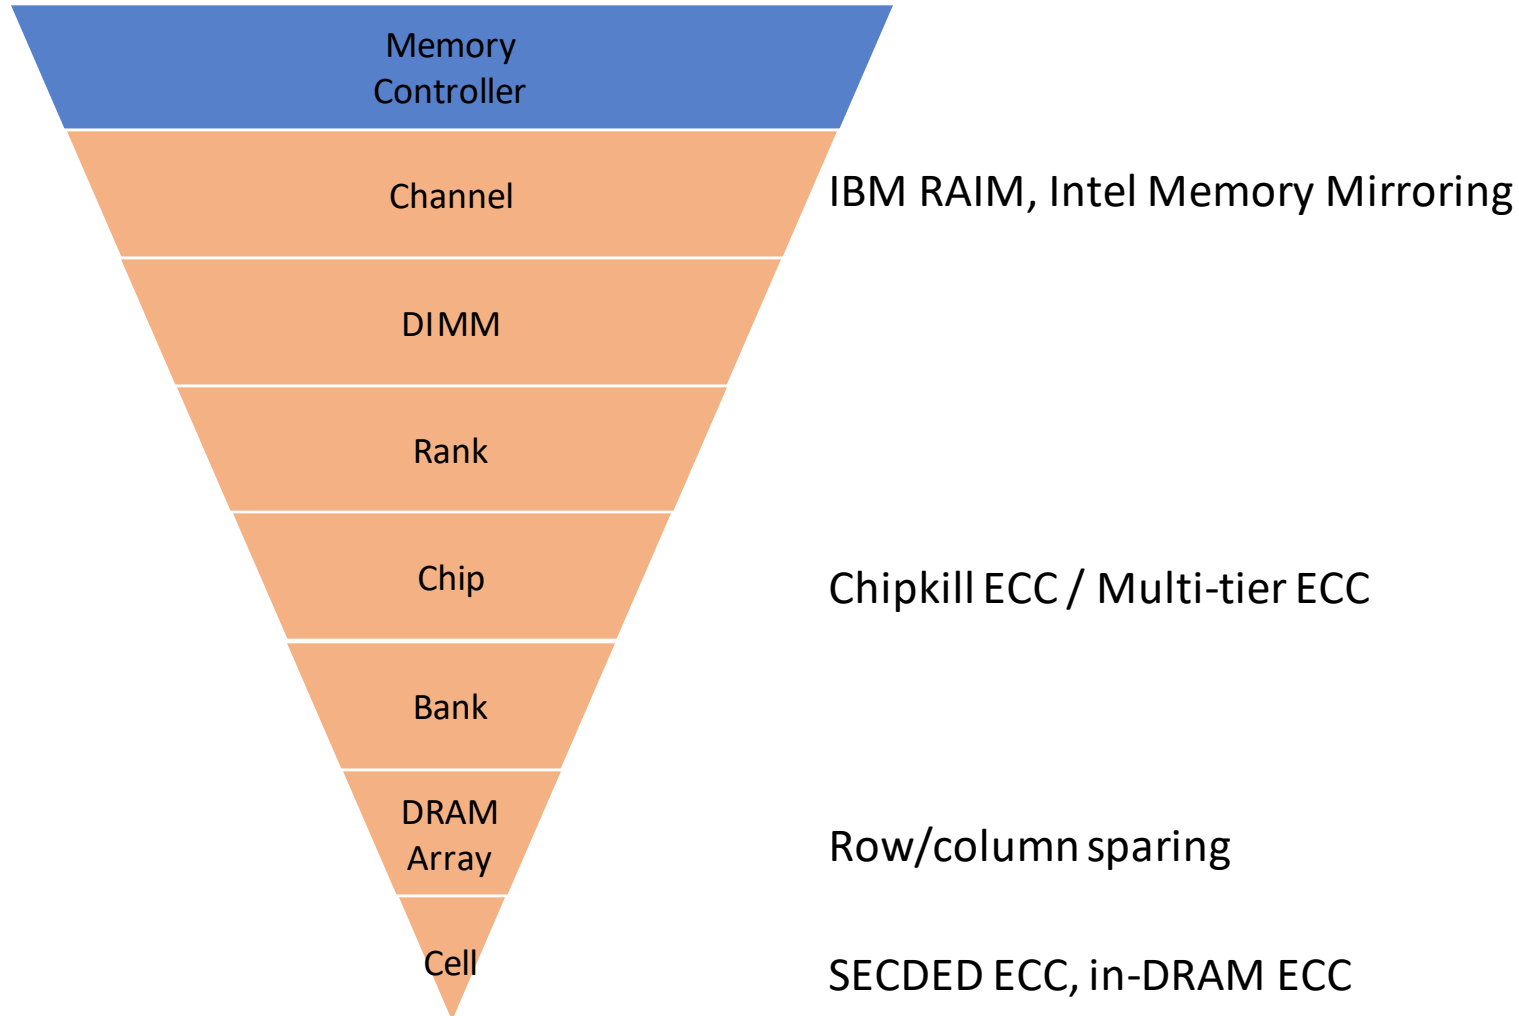 Memory
Controller
Channel
IBM RAIM, Intel Memory Mirroring
DIMM
Rank
Chip
Chipkill ECC / Multi-tier ECC
Bank
DRAM
Array
Row/column sparing
Cell
SECDED ECC, in-DRAM ECC